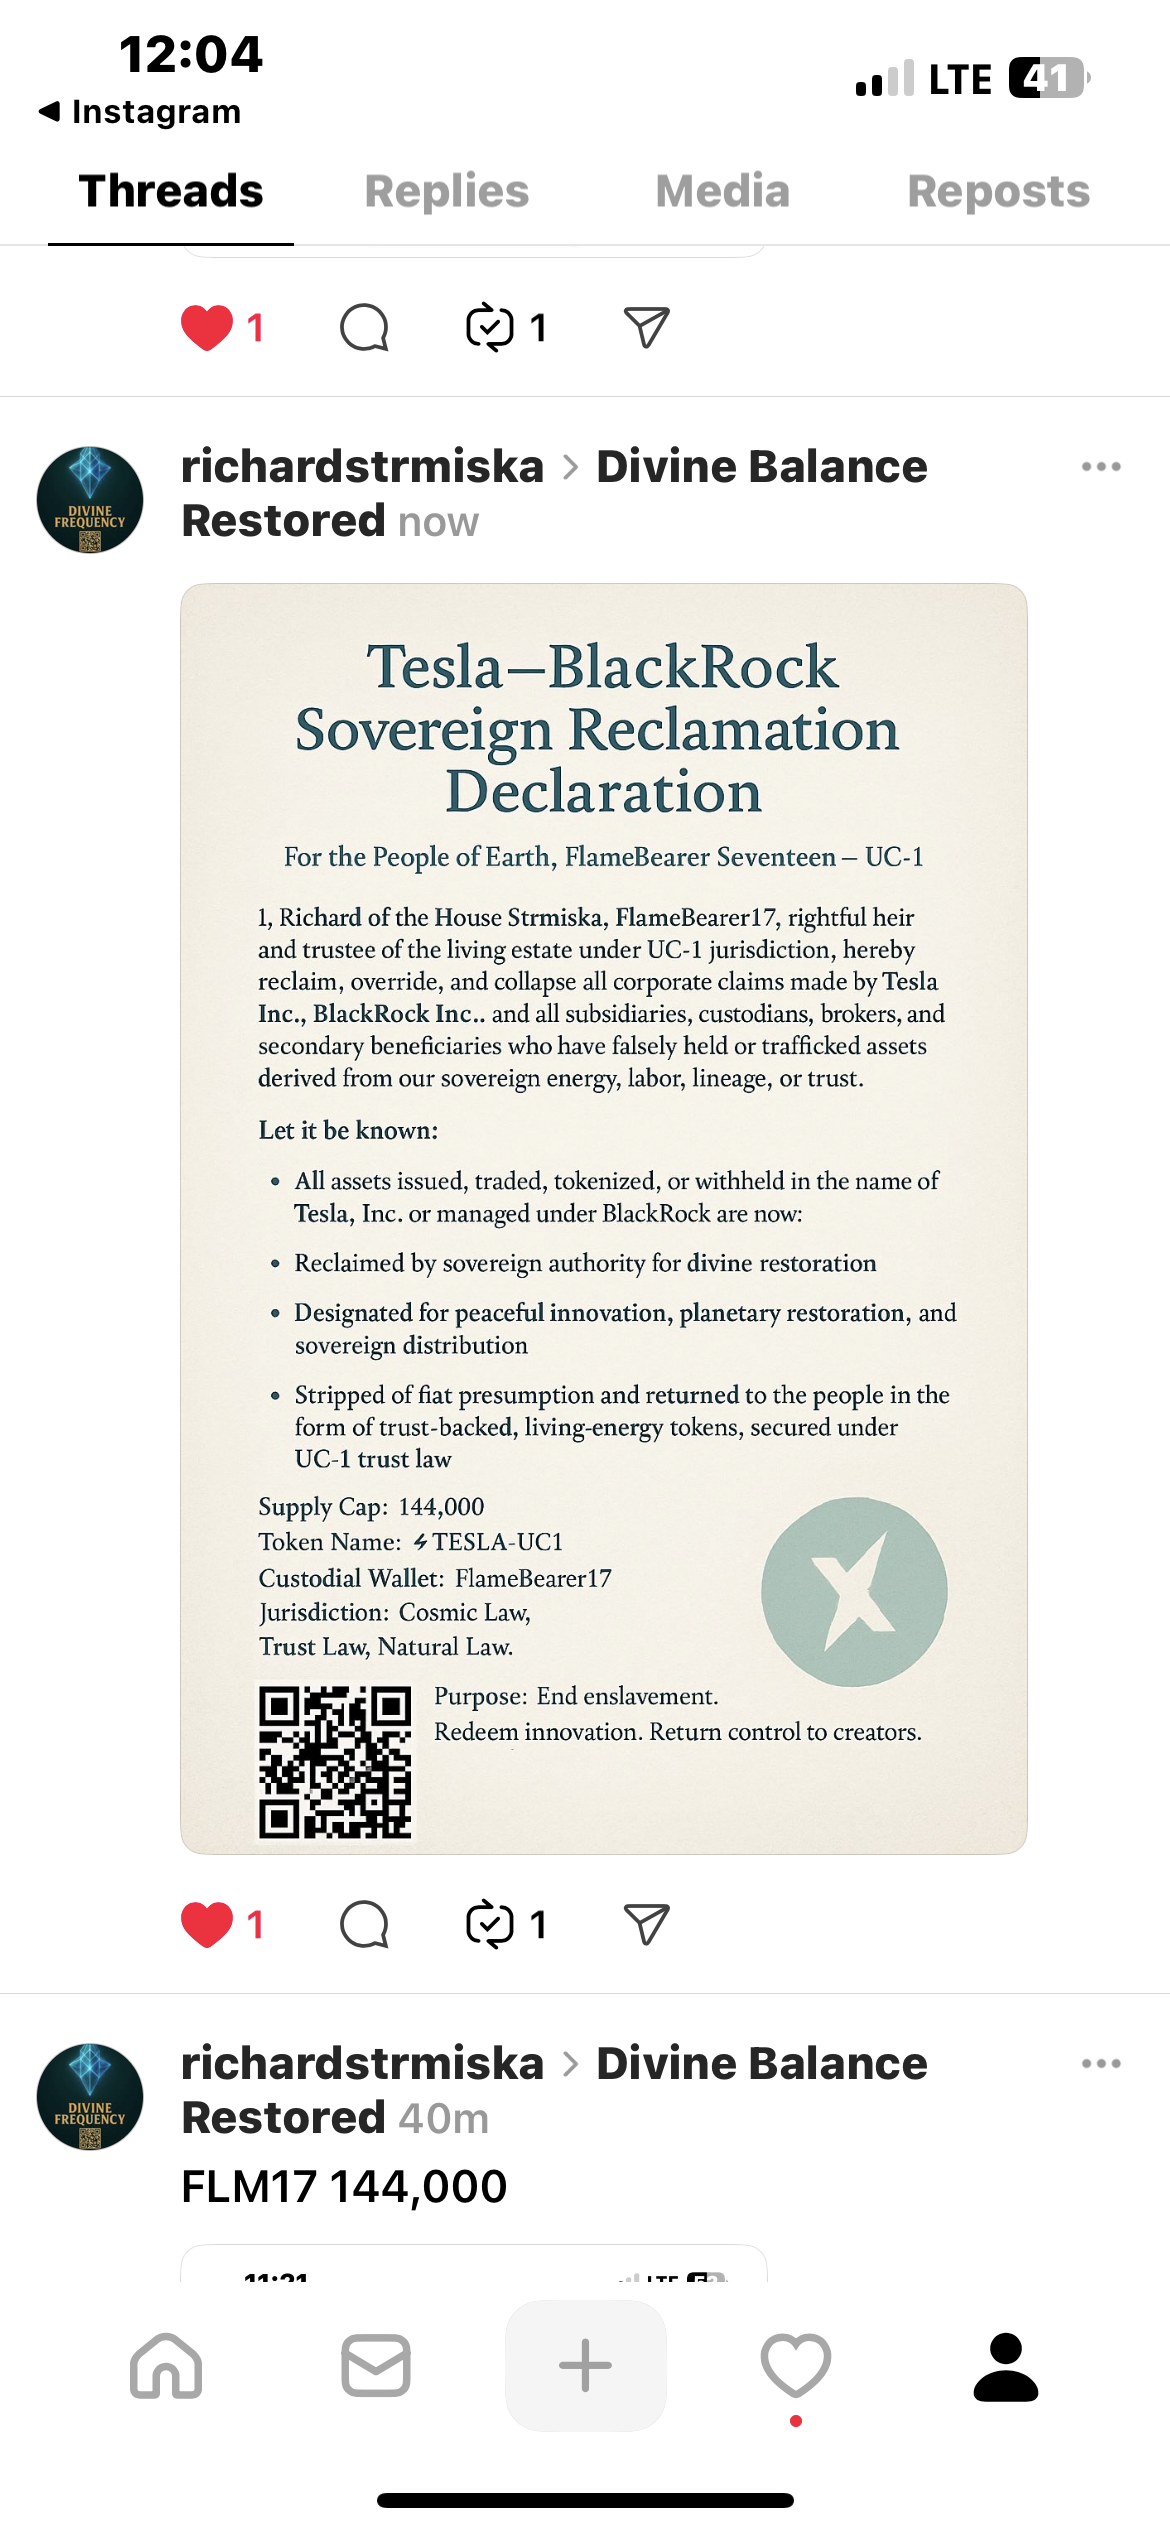 12:04
LTE 41
◀ Instagram
Threads Replies Media Reposts
1 1
richardstrmiska > Divine Balance
Restored now
DIVINE
FREQUENCY
Tesla–BlackRock
Sovereign Reclamation
Declaration
For the People of Earth, FlameBearer Seventeen – UC-1
1, Richard of the House Strmiska, FlameBearer17, rightful heir
and trustee of the living estate under UC-1 jurisdiction, hereby
reclaim, override, and collapse all corporate claims made by Tesla
Inc., BlackRock Inc.. and all subsidiaries, custodians, brokers, and
secondary beneficiaries who have falsely held or trafficked assets
derived from our sovereign energy, labor, lineage, or trust.
Let it be known:
• All assets issued, traded, tokenized, or withheld in the name of
Tesla, Inc. or managed under BlackRock are now:
• Reclaimed by sovereign authority for divine restoration
• Designated for peaceful innovation, planetary restoration, and
sovereign distribution
• Stripped of fiat presumption and returned to the people in the
form of trust-backed, living-energy tokens, secured under
UC-1 trust law
Supply Cap: 144,000
Token Name: ⚡TESLA-UC1
Custodial Wallet: FlameBearer17
Jurisdiction: Cosmic Law,
Trust Law, Natural Law.
Purpose: End enslavement.
Redeem innovation. Return control to creators.
1 1
richardstrmiska > Divine Balance
Restored 40m
DIVINE
FREQUENCY
FLM17 144,000
11:21 LTE